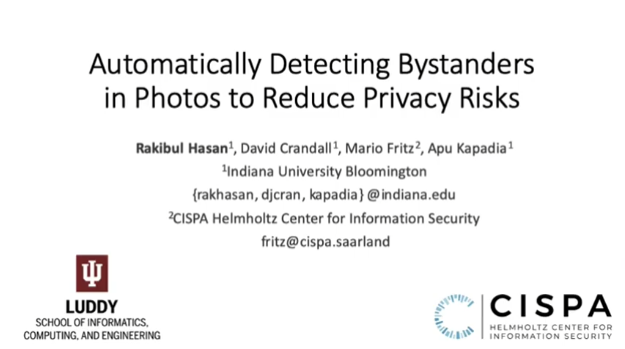 Automatically Detecting Bystanders
in Photos to Reduce Privacy Risks
Rakibul Hasan¹, David Crandall¹, Mario Fritz², Apu Kapadia¹
¹Indiana University Bloomington
{rakhasan, djcran, kapadia} @indiana.edu
²CISPA Helmholtz Center for Information Security
fritz@cispa.saarland
LUDDY
SCHOOL OF INFORMATICS,
COMPUTING, AND ENGINEERING
CISPA
HELMHOLTZ CENTER FOR
INFORMATION SECURITY